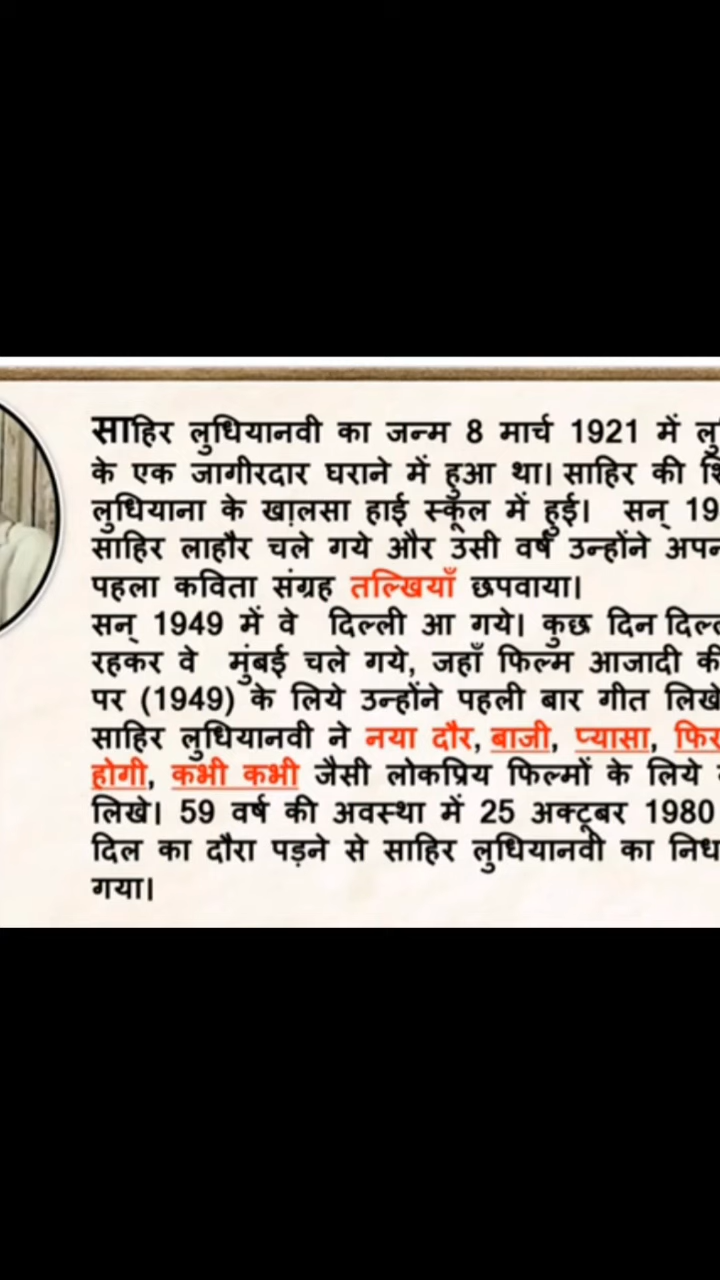 साहिर लुधियानवी का जन्म 8 मार्च 1921 में
के एक जागीरदार घराने में हुआ था। साहिर की
लुधियाना के खा़लसा हाई स्कूल में हुई। सन्
साहिर लाहौर चले गये और उसी वर्ष उन्होंने
पहला कविता संग्रह तल्खियाँ छपवाया।
सन् 1949 में वे दिल्ली आ गये। कुछ दिन
रहकर वे मुंबई चले गये, जहाँ फिल्म आजादी की
पर (1949) के लिये उन्होंने पहली बार गीत लिखे
साहिर लुधियानवी ने नया दौर, बाजी, प्यासा, फिर
होगी, कभी कभी जैसी लोकप्रिय फिल्मों के लिये
लिखे। 59 वर्ष की अवस्था में 25 अक्टूबर 1980
दिल का दौरा पड़ने से साहिर लुधियानवी का
गया।